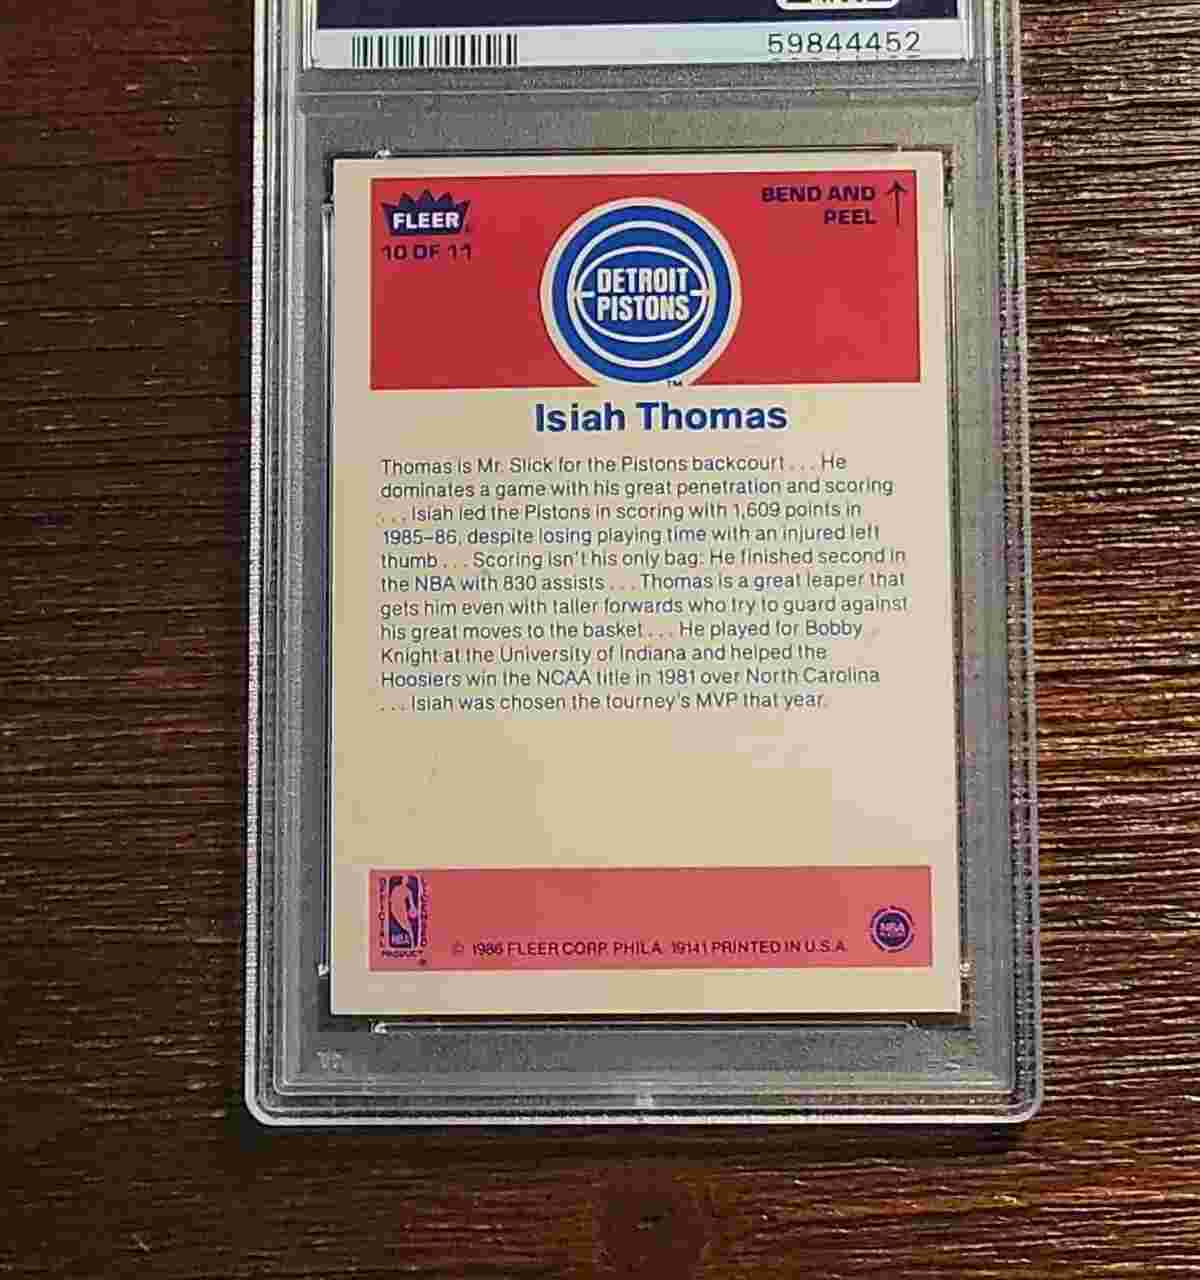 59844452
FLEER
10 OF 11
BEND AND
PEEL
DETROIT
PISTONS
TM
Isiah Thomas
Thomas is Mr. Slick for the Pistons backcourt . . . He
dominates a game with his great penetration and scoring
. . . Isiah led the Pistons in scoring with 1,609 points in
1985–86, despite losing playing time with an injured left
thumb . . . Scoring isn't his only bag: He finished second in
the NBA with 830 assists . . . Thomas is a great leaper that
gets him even with taller forwards who try to guard against
his great moves to the basket . . . He played for Bobby
Knight at the University of Indiana and helped the
Hoosiers win the NCAA title in 1981 over North Carolina
. . . Isiah was chosen the tourney's MVP that year.
OFFICIAL LICENSED
NBA
PRODUCT
© 1986 FLEER CORP. PHILA. 19141 PRINTED IN U.S.A.
NBA